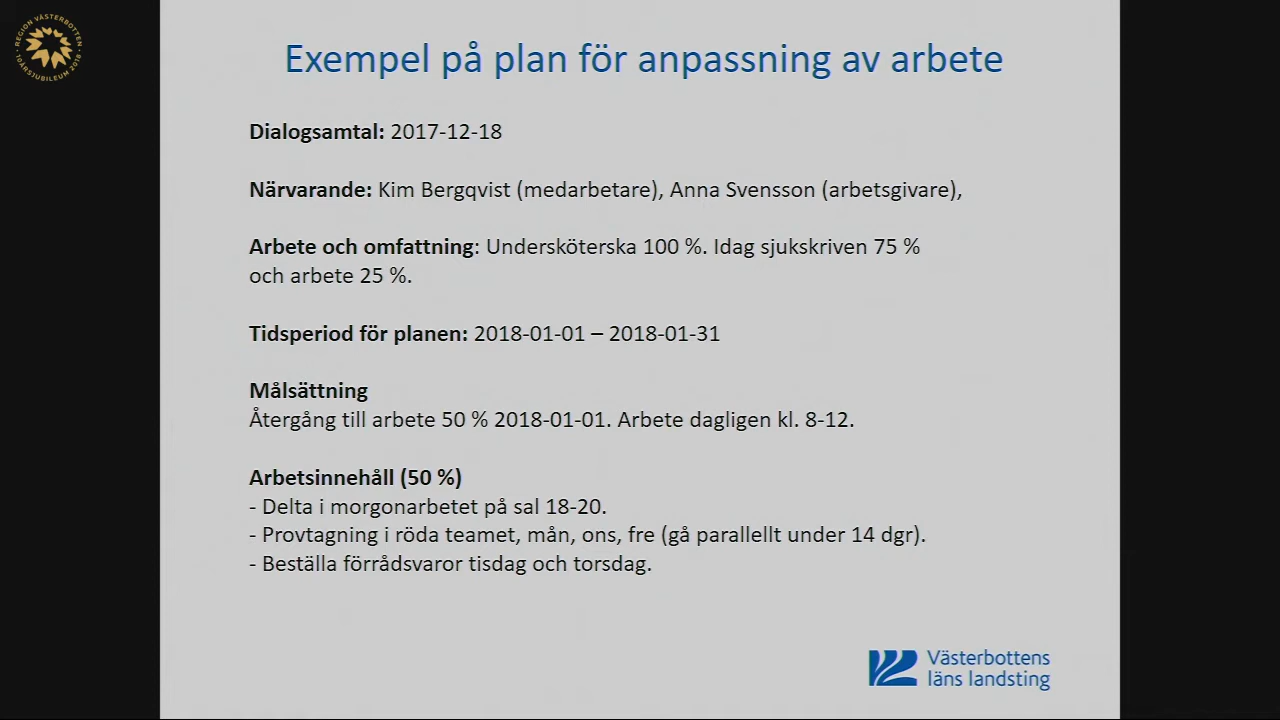 REGION VÄSTERBOTTEN
10ÅRSJUBILEUM 2018
Exempel på plan för anpassning av arbete
Dialogsamtal: 2017-12-18
Närvarande: Kim Bergqvist (medarbetare), Anna Svensson (arbetsgivare),
Arbete och omfattning: Undersköterska 100 %. Idag sjukskriven 75 %
och arbete 25 %.
Tidsperiod för planen: 2018-01-01 – 2018-01-31
Målsättning
Återgång till arbete 50 % 2018-01-01. Arbete dagligen kl. 8-12.
Arbetsinnehåll (50 %)
- Delta i morgonarbetet på sal 18-20.
- Provtagning i röda teamet, mån, ons, fre (gå parallellt under 14 dgr).
- Beställa förrådsvaror tisdag och torsdag.
Västerbottens
läns landsting